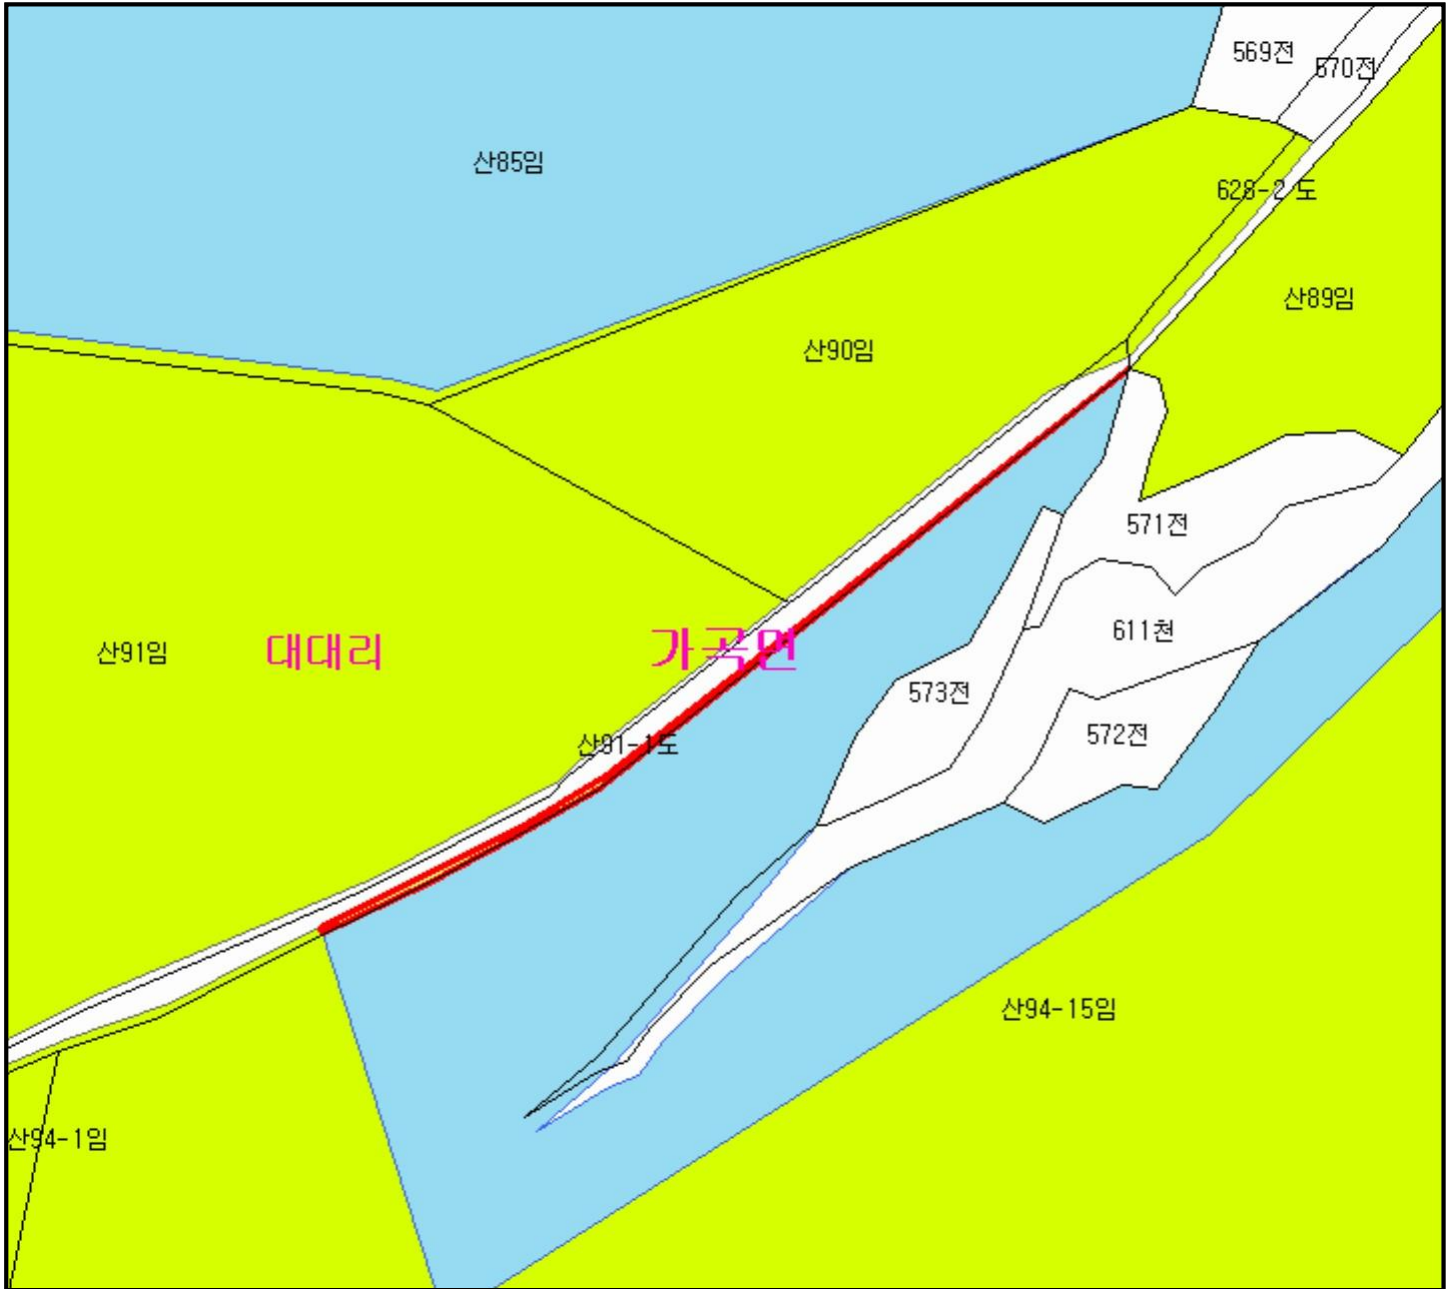 569전
570전
산85임
628-2 도
산89임
산90임
571전
611천
산91임
대대리
가곡면
573전
572전
산91-1도
산94-15임
산94-1임